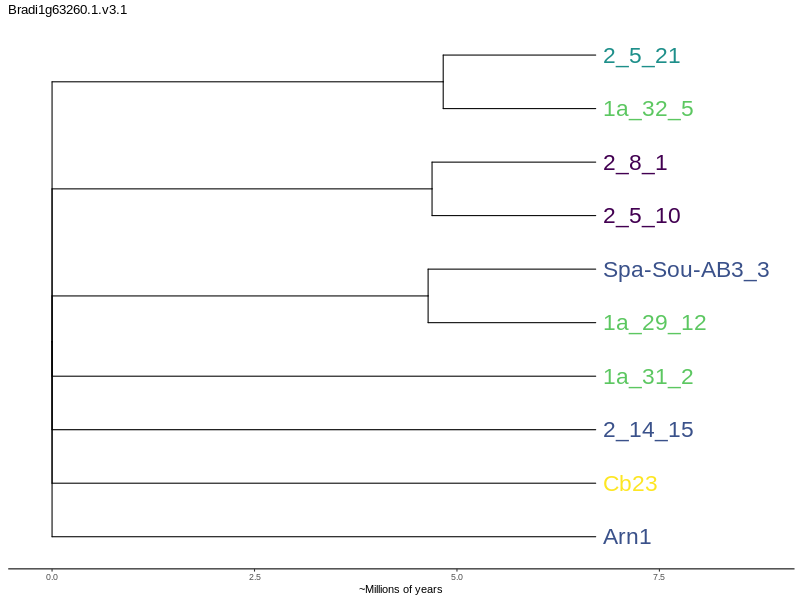 Bradi1g63260.1.v3.1
2_5_21
1a_32_5
2_8_1
2_5_10
Spa-Sou-AB3_3
1a_29_12
1a_31_2
2_14_15
Cb23
Arn1
0.0 2.5 5.0 7.5
~Millions of years